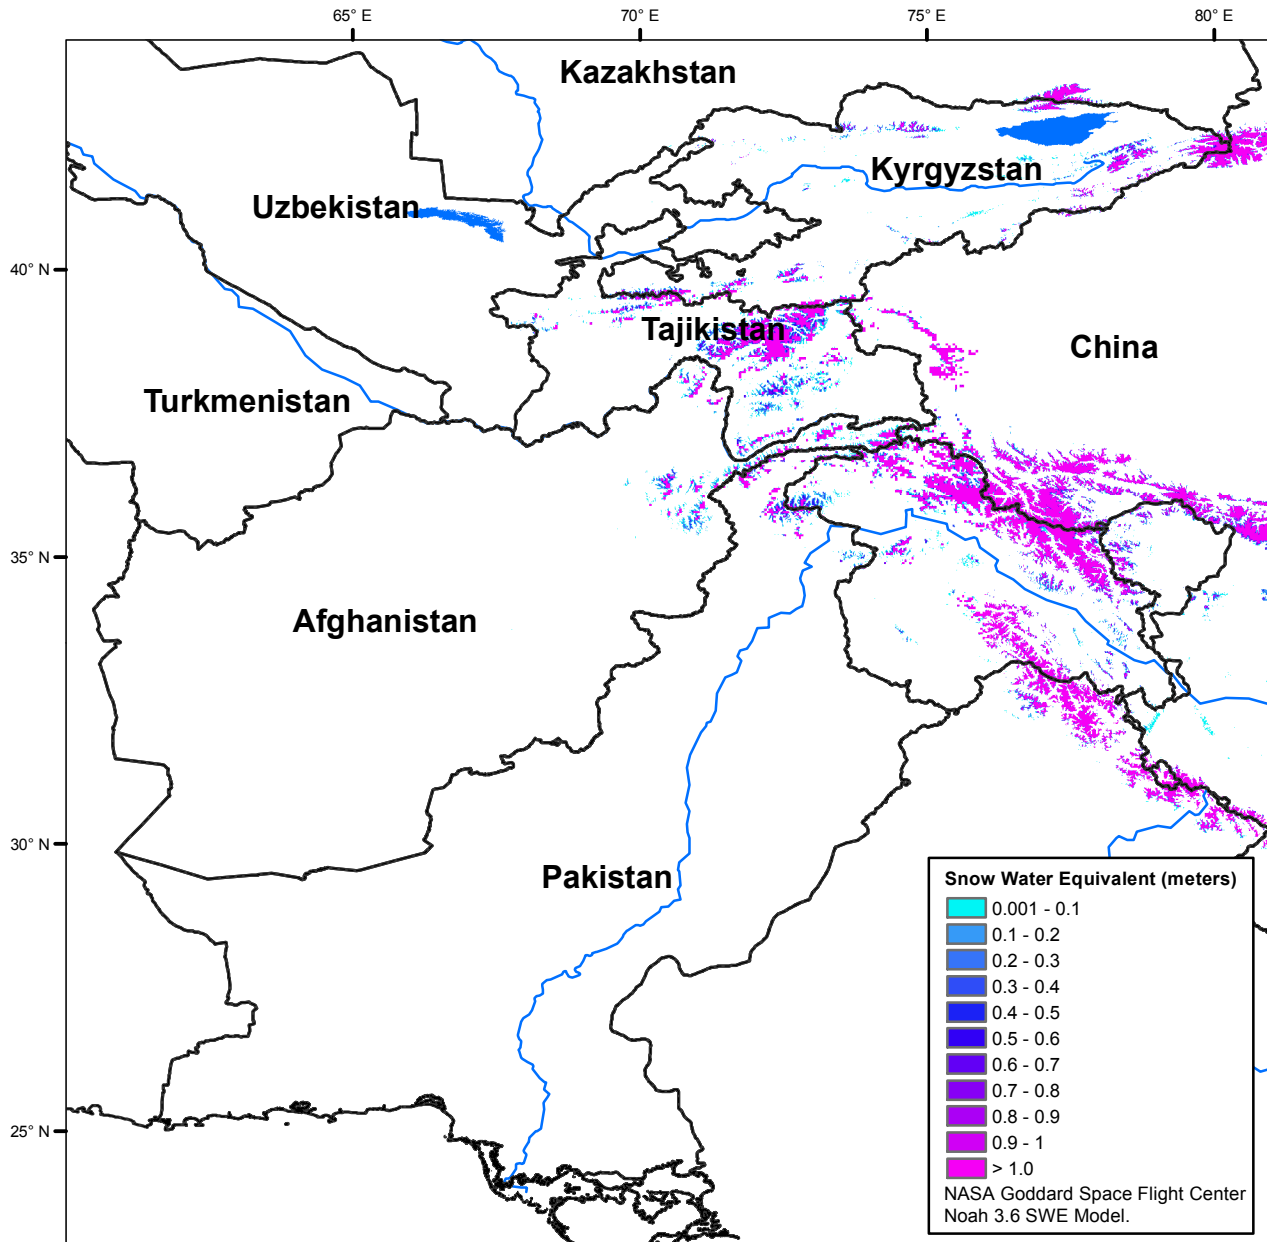 65° E
70° E
75° E
80° E
Kazakhstan
Kyrgyzstan
Uzbekistan
40° N
Tajikistan
China
Turkmenistan
35° N
Afghanistan
30° N
Pakistan
25° N
Snow Water Equivalent (meters)
0.001 - 0.1
0.1 - 0.2
0.2 - 0.3
0.3 - 0.4
0.4 - 0.5
0.5 - 0.6
0.6 - 0.7
0.7 - 0.8
0.8 - 0.9
0.9 - 1
> 1.0
NASA Goddard Space Flight Center
Noah 3.6 SWE Model.